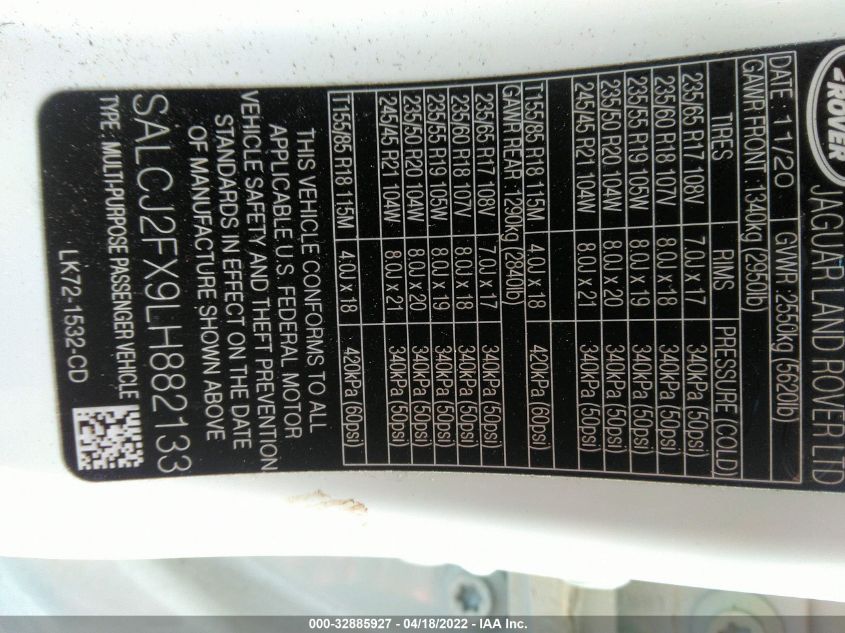 ROVER
JAGUAR LAND ROVER LTD
DATE: 11/20 GVWR: 2550kg (5620lb)
GAWR FRONT :1340kg (2950lb)
TIRES RIMS PRESSURE (COLD)
235/65 R17 108V 7.0J x 17 340kPa (50psi)
235/60 R18 107V 8.0J x 18 340kPa (50psi)
235/55 R19 105W 8.0J x 19 340kPa (50psi)
235/50 R20 104W 8.0J x 20 340kPa (50psi)
245/45 R21 104W 8.0J x 21 340kPa (50psi)
T155/85 R18 115M 4.0J x 18 420kPa (60psi)
GAWR REAR :1290kg (2840lb)
235/65 R17 108V 7.0J x 17 340kPa (50psi)
235/60 R18 107V 8.0J x 18 340kPa (50psi)
235/55 R19 105W 8.0J x 19 340kPa (50psi)
235/50 R20 104W 8.0J x 20 340kPa (50psi)
245/45 R21 104W 8.0J x 21 340kPa (50psi)
T155/85 R18 115M 4.0J x 18 420kPa (60psi)
THIS VEHICLE CONFORMS TO ALL
APPLICABLE U.S. FEDERAL MOTOR
VEHICLE SAFETY AND THEFT PREVENTION
STANDARDS IN EFFECT ON THE DATE
OF MANUFACTURE SHOWN ABOVE
SALCJ2FX9LH882133
TYPE: MULTI-PURPOSE PASSENGER VEHICLE
LK72-1532-CD
000-32885927 - 04/18/2022 - IAA Inc.